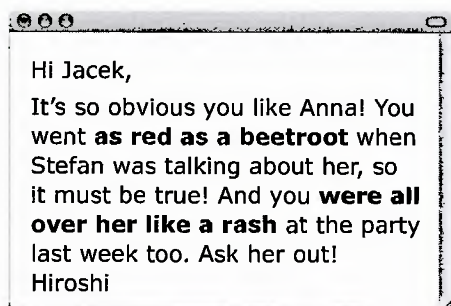 Hi Jacek,
It's so obvious you like Anna! You
went as red as a beetroot when
Stefan was talking about her, so
it must be true! And you were all
over her like a rash at the party
last week too. Ask her out!
Hiroshi